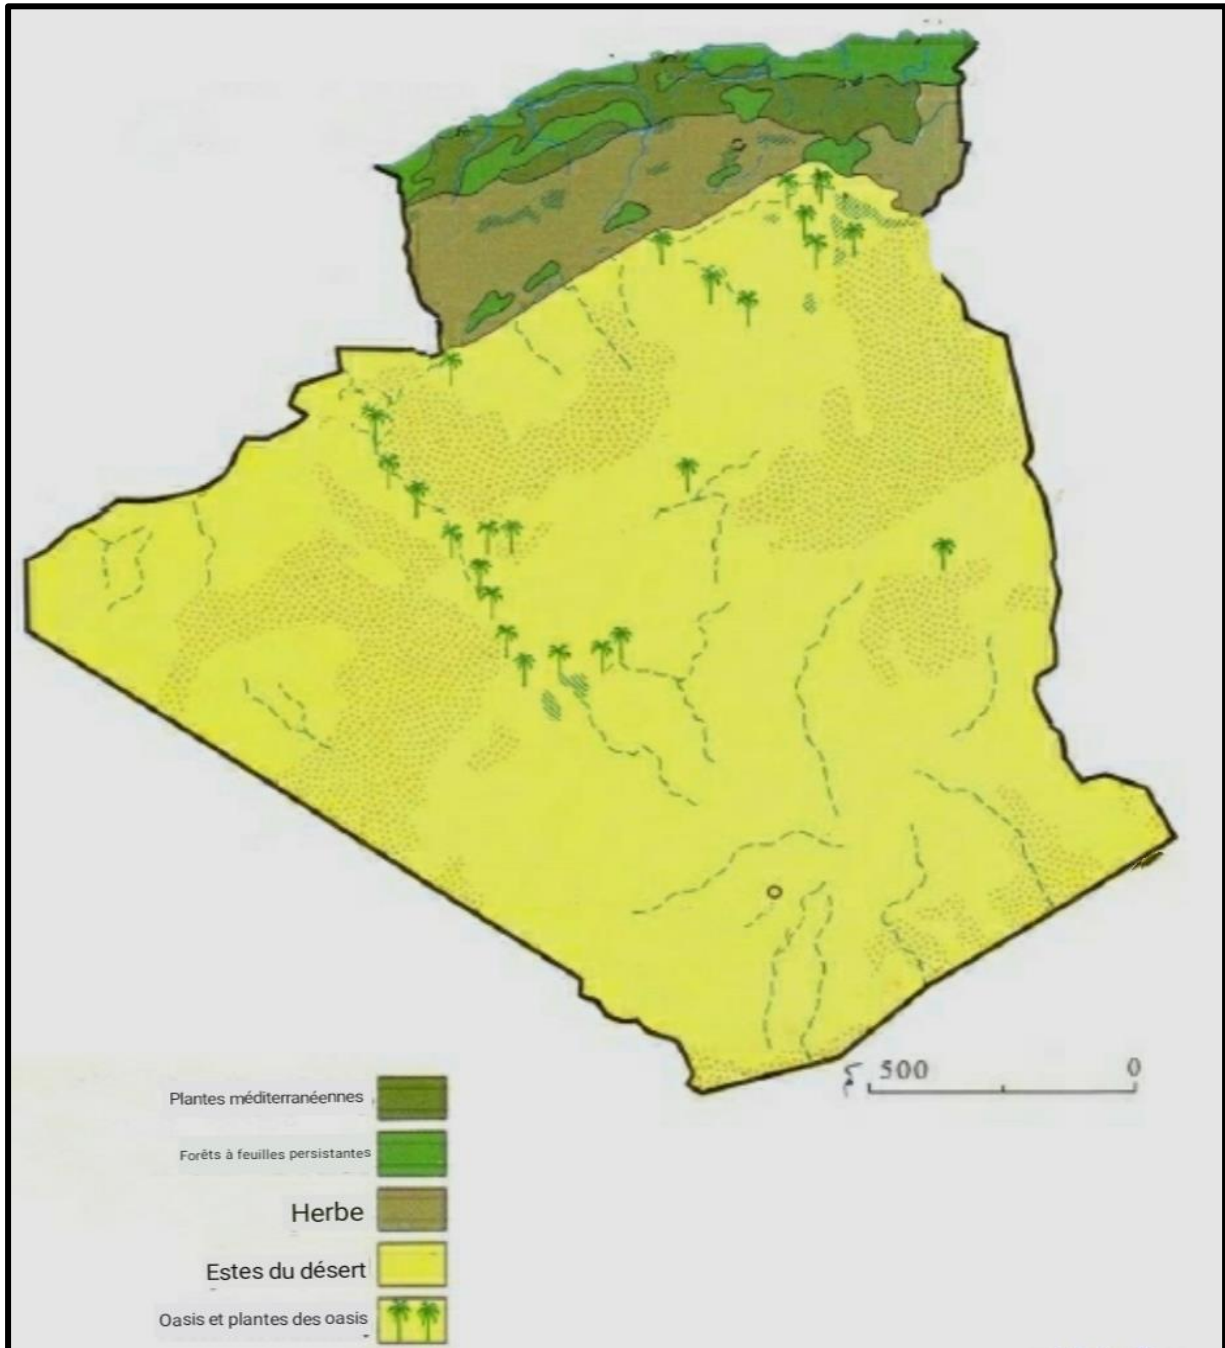 500 0
Plantes méditerranéennes
Forêts à feuilles persistantes
Herbe
Estes du désert
Oasis et plantes des oasis